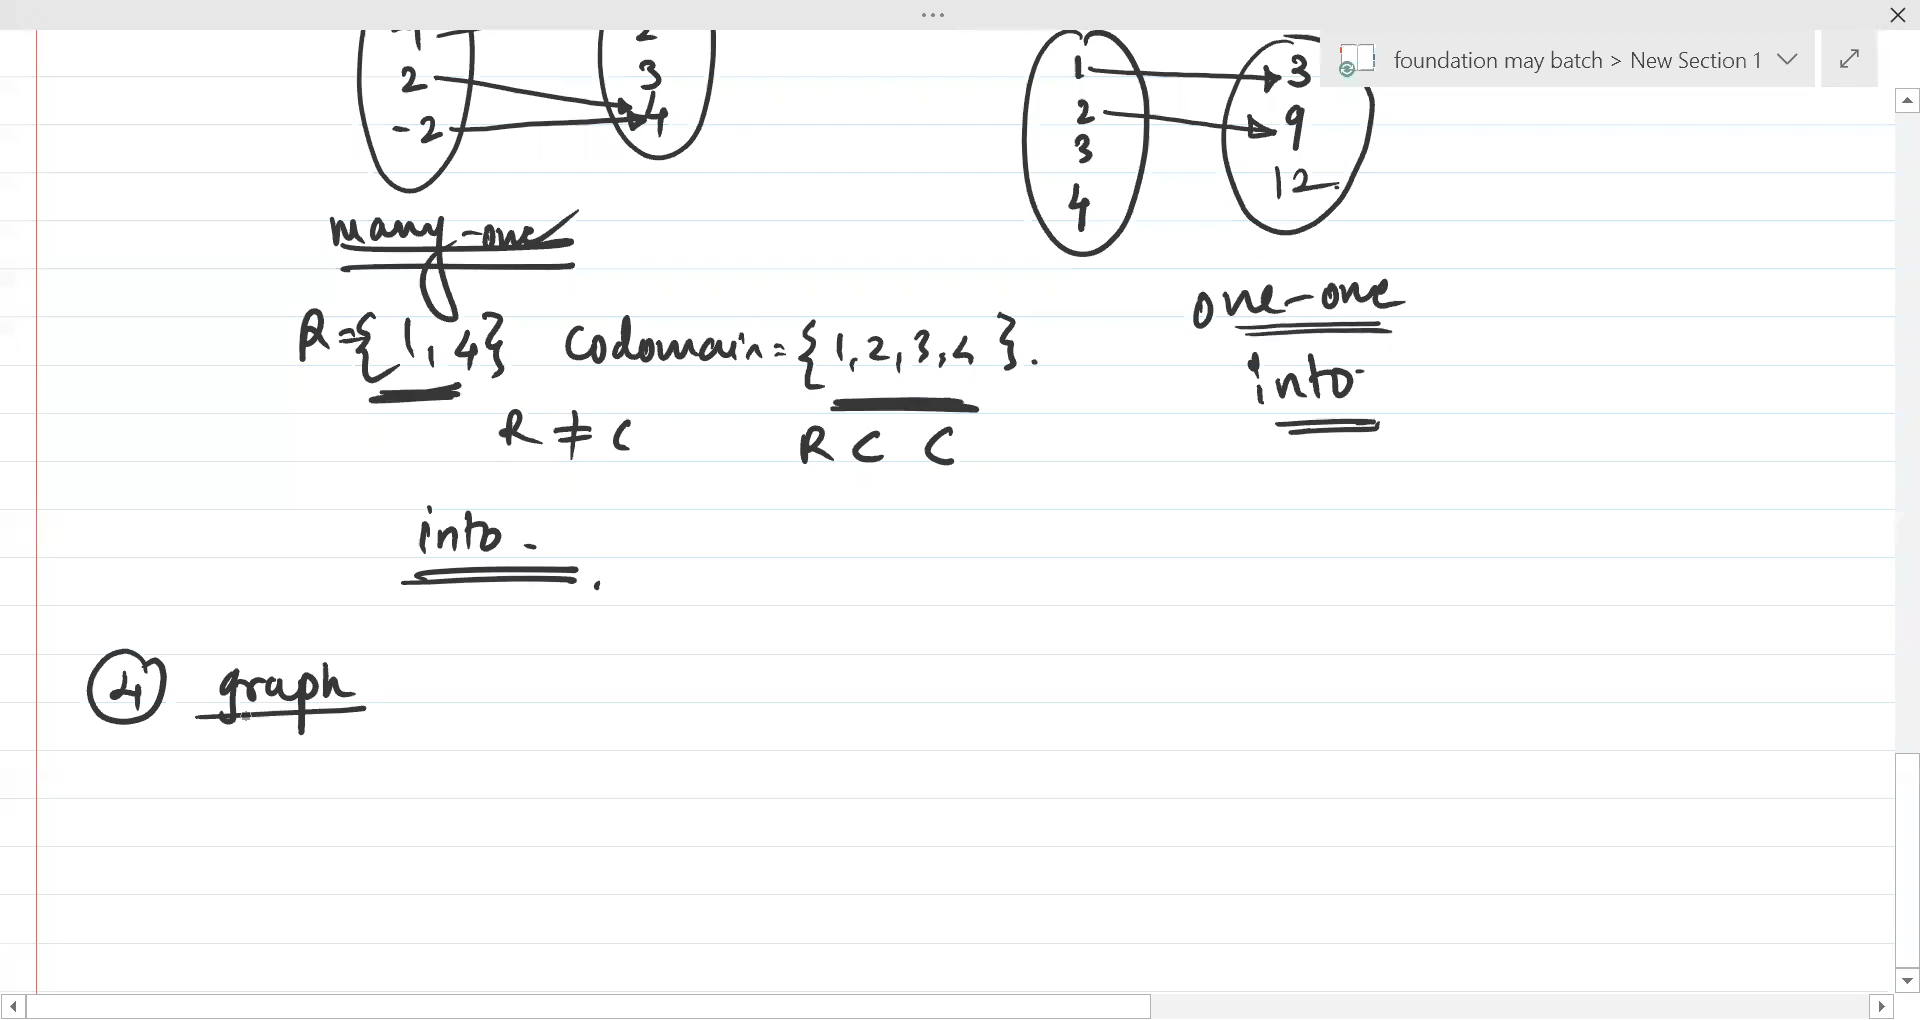 foundation may batch > New Section 1
2
3
-2
4
1
3
2
9
3
12
4
many-one
R={1,4} Codomain={1,2,3,4}.
R ≠ C R ⊂ C
one-one
into
into
4 graph